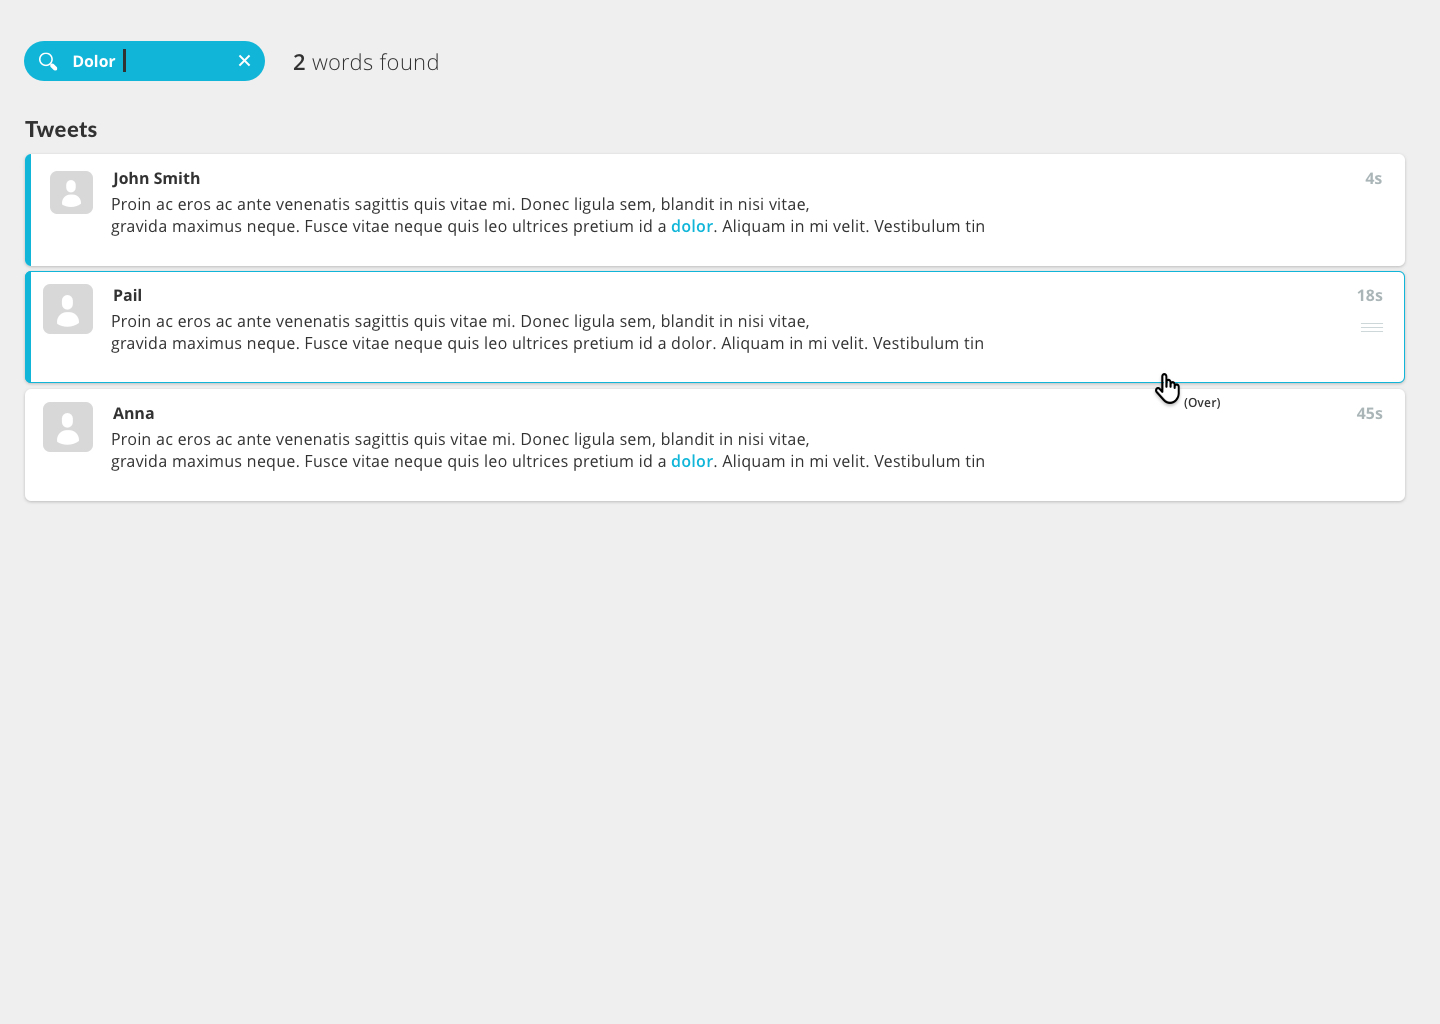 Dolor
2 words found
Tweets
John Smith
4s
Proin ac eros ac ante venenatis sagittis quis vitae mi. Donec ligula sem, blandit in nisi vitae,
gravida maximus neque. Fusce vitae neque quis leo ultrices pretium id a dolor. Aliquam in mi velit. Vestibulum tin
Pail
18s
Proin ac eros ac ante venenatis sagittis quis vitae mi. Donec ligula sem, blandit in nisi vitae,
gravida maximus neque. Fusce vitae neque quis leo ultrices pretium id a dolor. Aliquam in mi velit. Vestibulum tin
(Over)
Anna
45s
Proin ac eros ac ante venenatis sagittis quis vitae mi. Donec ligula sem, blandit in nisi vitae,
gravida maximus neque. Fusce vitae neque quis leo ultrices pretium id a dolor. Aliquam in mi velit. Vestibulum tin